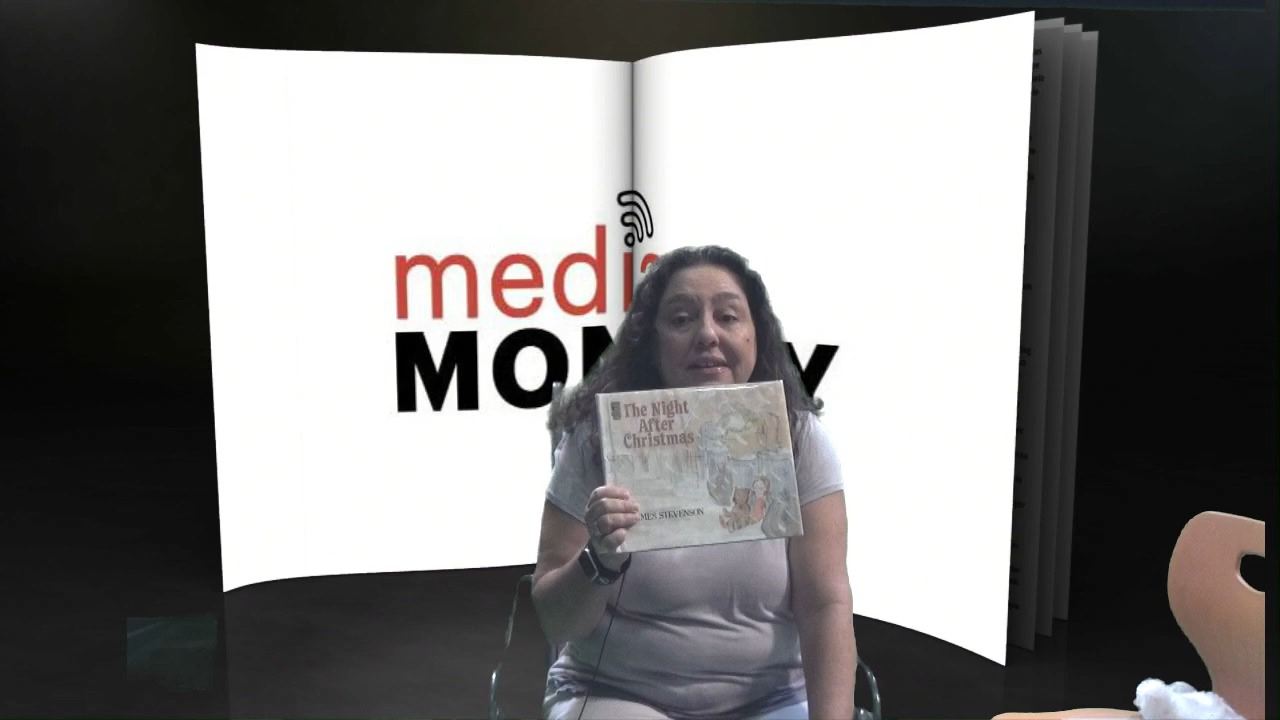 medi
MON y
The Night
After
Christmas
MES STEVENSON